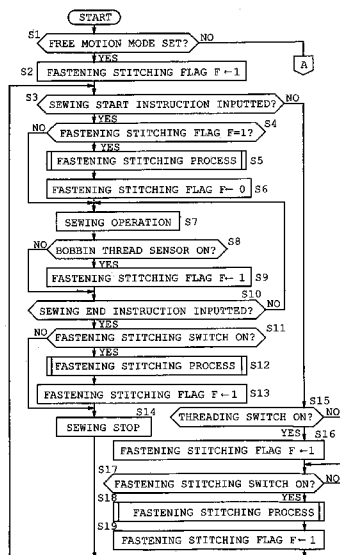 START
S1
FREE MOTION MODE SET?
NO
YES
A
S2
FASTENING STITCHING FLAG F←1
S3
SEWING START INSTRUCTION INPUTTED?
NO
YES
S4
NO
FASTENING STITCHING FLAG F=1?
YES
FASTENING STITCHING PROCESS
S5
FASTENING STITCHING FLAG F← 0
S6
SEWING OPERATION
S7
S8
NO
BOBBIN THREAD SENSOR ON?
YES
FASTENING STITCHING FLAG F← 1
S9
S10
SEWING END INSTRUCTION INPUTTED?
NO
YES
S11
NO
FASTENING STITCHING SWITCH ON?
YES
FASTENING STITCHING PROCESS
S12
FASTENING STITCHING FLAG F ←1
S13
S14
SEWING STOP
S15
THREADING SWITCH ON?
NO
YES
S16
FASTENING STITCHING FLAG F ←1
S17
FASTENING STITCHING SWITCH ON?
NO
YES
S18
FASTENING STITCHING PROCESS
S19
FASTENING STITCHING FLAG F ←1